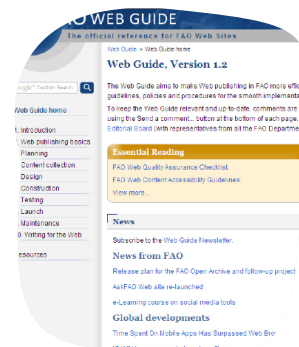 WEB GUIDE
The official reference for FAO Web Sites
Web Guide > Web Guide home
Web Guide, Version 1.2
The Web Guide aims to make Web publishing in FAO more
guidelines, policies and procedures for the smooth
To keep the Web Guide relevant and up-to-date, comments are
using the Send a comment... button at the bottom of each page.
Editorial Board (with representatives from all the FAO
Custom Search
Web Guide home
Introduction
Web publishing basics
Planning
Content collection
Design
Construction
Testing
Launch
Maintenance
Writing for the Web
Essential Reading
FAO Web Quality Assurance Checklist.
FAO Web Content Accessibility Guidelines..
View more...
News
Subscribe to the Web Guide Newsletter.
News from FAO
Release plan for the FAO Open Archive and follow-up project
AskFAO Web site re-launched
e-Learning course on social media tools
Global developments
Time Spent On Mobile Apps Has Surpassed Web